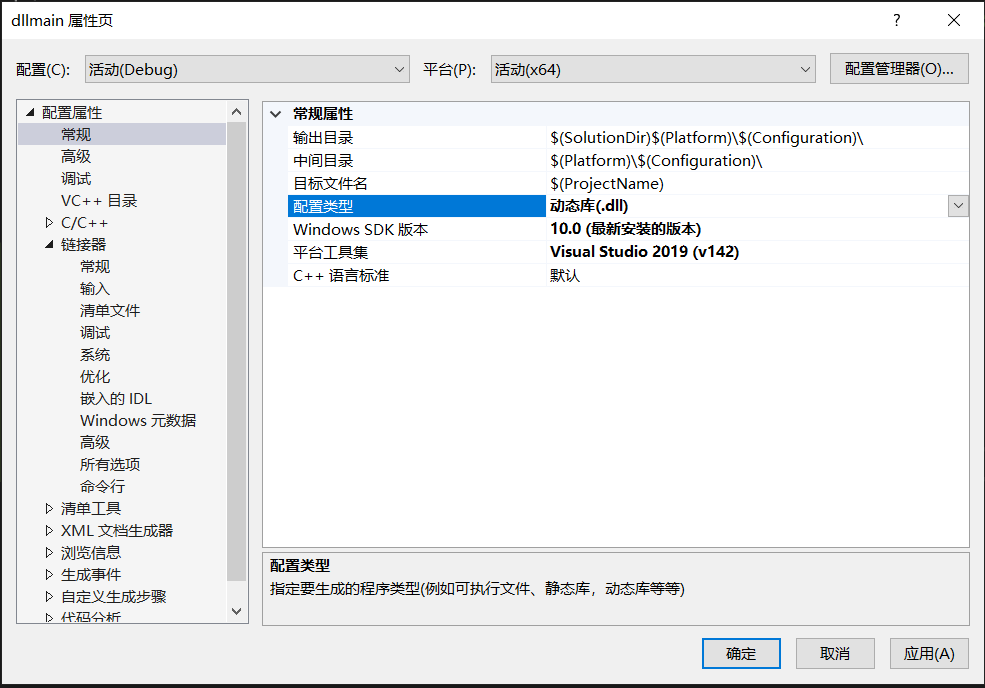 dllmain 属性页
?
配置(C): 活动(Debug) 平台(P): 活动(x64) 配置管理器(O)...
配置属性
常规
高级
调试
VC++ 目录
C/C++
链接器
常规
输入
清单文件
调试
系统
优化
嵌入的 IDL
Windows 元数据
高级
所有选项
命令行
清单工具
XML 文档生成器
浏览信息
生成事件
自定义生成步骤
代码分析
常规属性
输出目录 $(SolutionDir)$(Platform)\$(Configuration)\
中间目录 $(Platform)\$(Configuration)\
目标文件名 $(ProjectName)
配置类型 动态库(.dll)
Windows SDK 版本 10.0 (最新安装的版本)
平台工具集 Visual Studio 2019 (v142)
C++ 语言标准 默认
配置类型
指定要生成的程序类型(例如可执行文件、静态库，动态库等等)
确定 取消 应用(A)